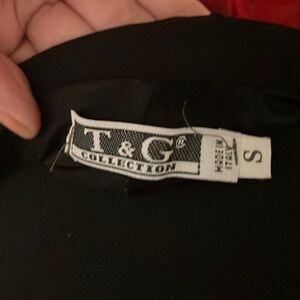 T & G
COLLECTION
MADE IN
ITALY
S